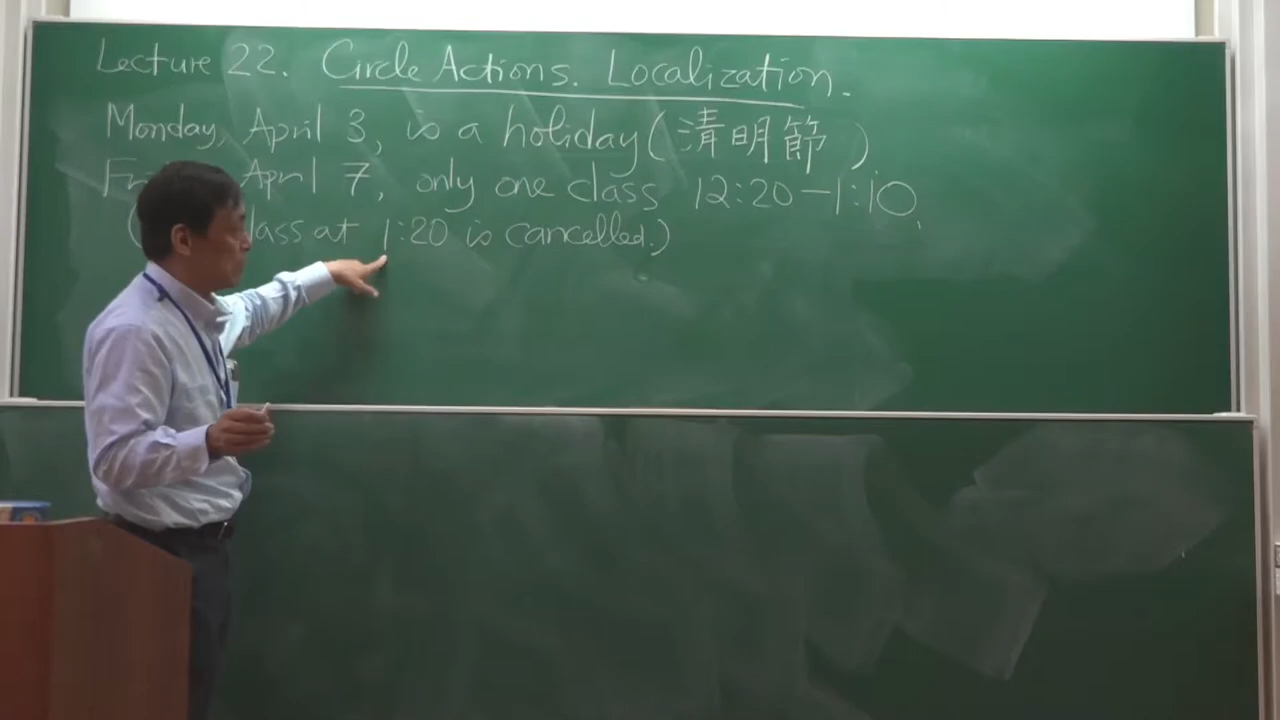 Lecture 22. Circle Actions. Localization.
Monday, April 3, is a holiday (清明節)
April 7, only one class 12:20–1:10
at 1:20 is cancelled.)